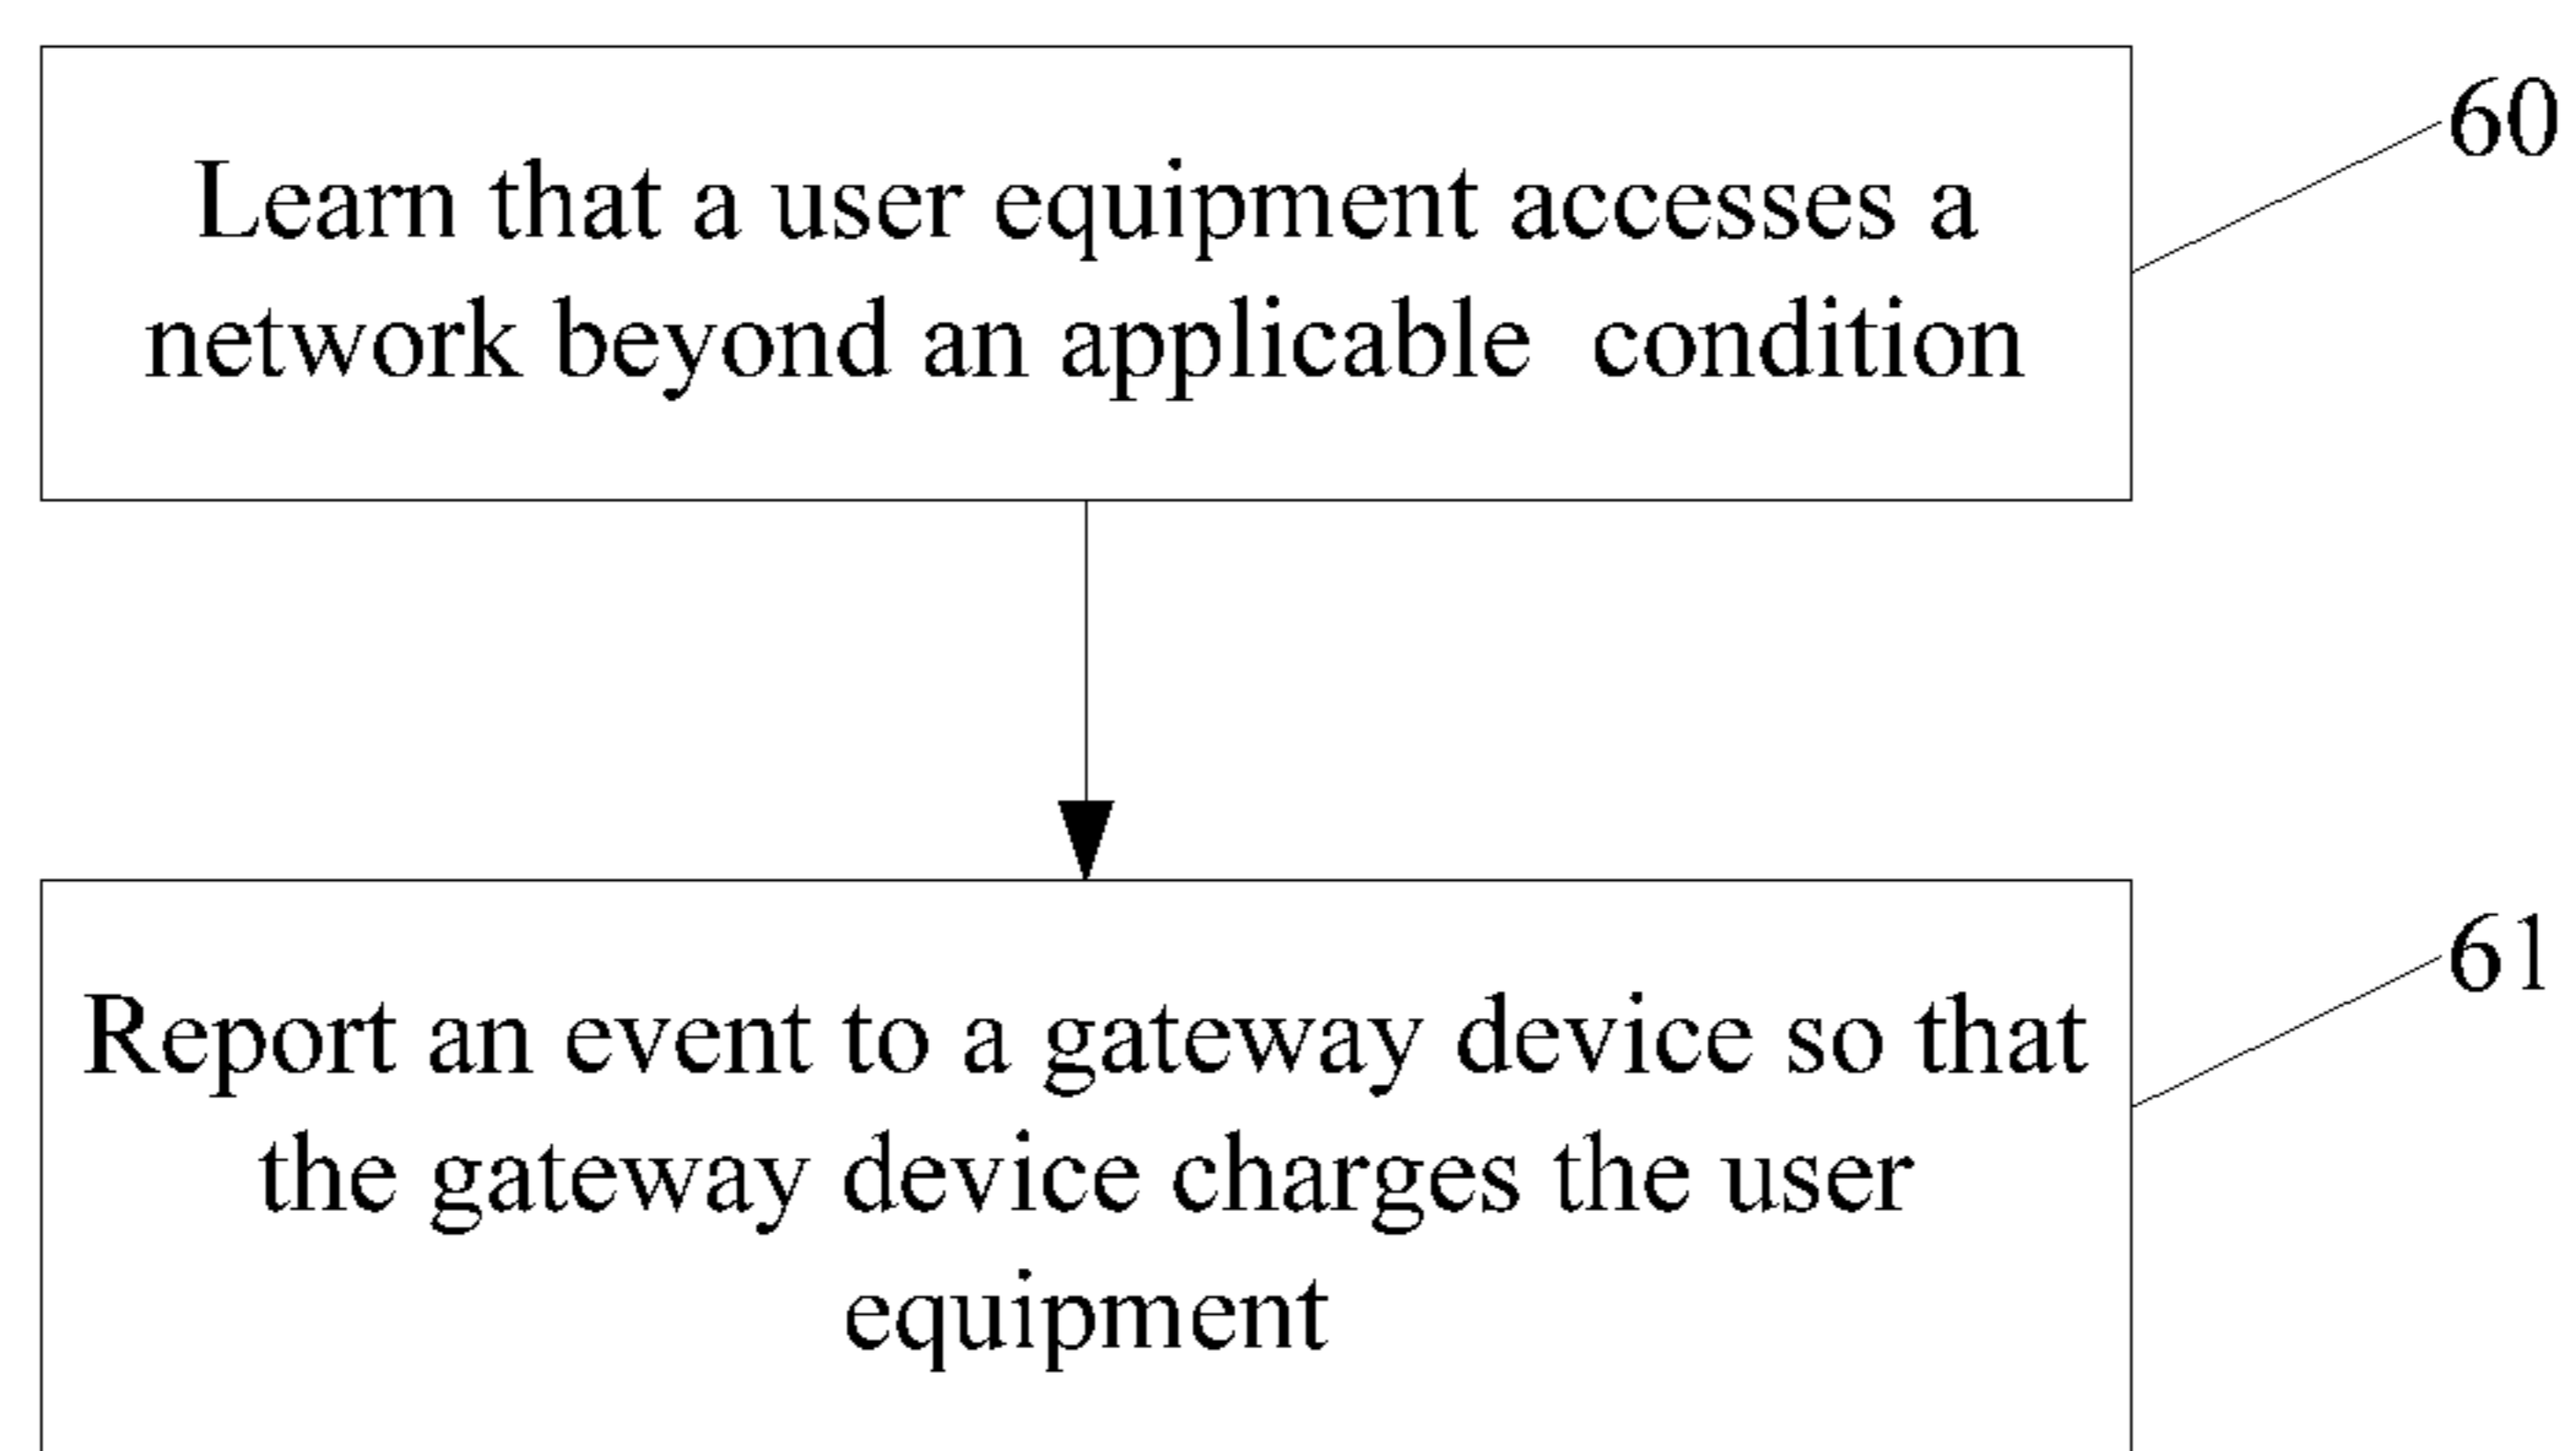 60
Learn that a user equipment accesses a
network beyond an applicable condition
61
Report an event to a gateway device so that
the gateway device charges the user
equipment